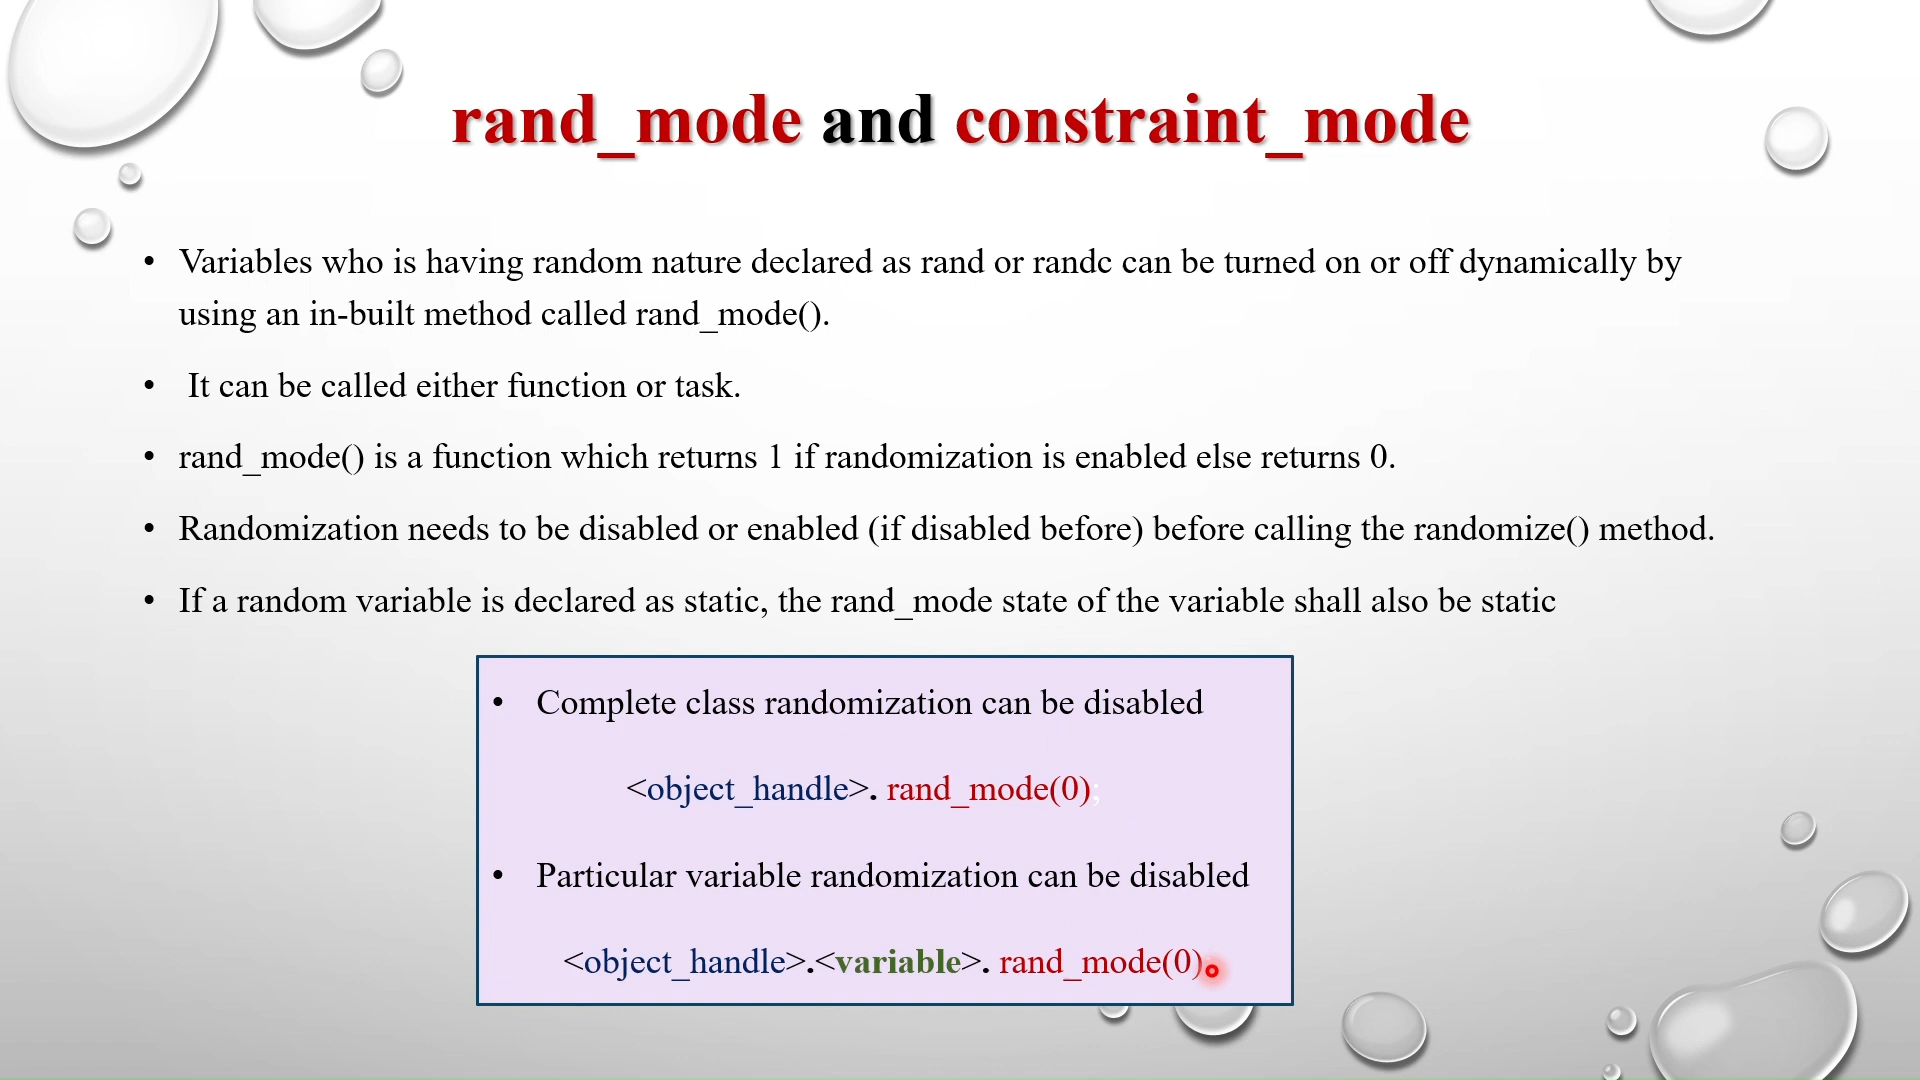 rand_mode and constraint_mode
• Variables who is having random nature declared as rand or randc can be turned on or off dynamically by
using an in-built method called rand_mode().
• It can be called either function or task.
• rand_mode() is a function which returns 1 if randomization is enabled else returns 0.
• Randomization needs to be disabled or enabled (if disabled before) before calling the randomize() method.
• If a random variable is declared as static, the rand_mode state of the variable shall also be static
• Complete class randomization can be disabled
<object_handle>. rand_mode(0);
• Particular variable randomization can be disabled
<object_handle>.<variable>. rand_mode(0)